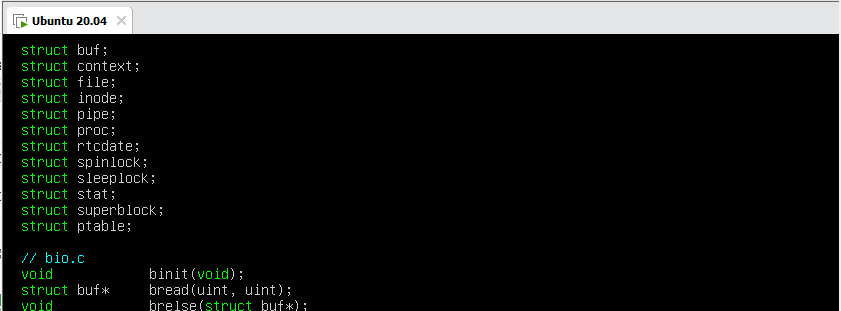 Ubuntu 20.04
struct buf;
struct context;
struct file;
struct inode;
struct pipe;
struct proc;
struct rtcdate;
struct spinlock;
struct sleeplock;
struct stat;
struct superblock;
struct ptable;
// bio.c
void binit(void);
struct buf* bread(uint, uint);
void brelse(struct buf*);